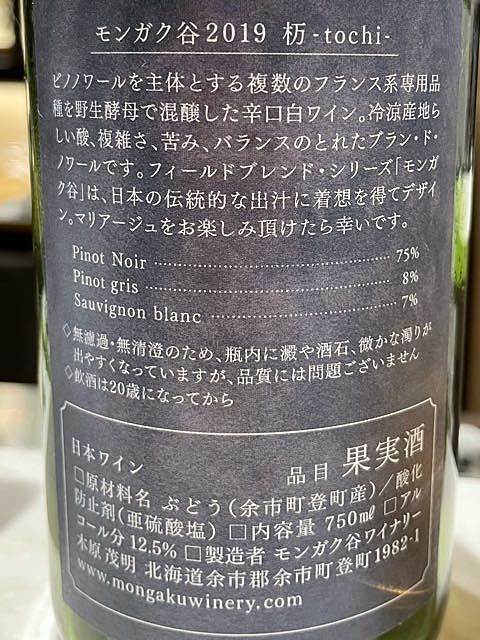 モンガク谷2019 栃 -tochi-
ピノノワールを主体とする複数のフランス系専用品
種を野生酵母で混醸した辛口白ワイン。冷涼産地ら
しい酸、複雑さ、苦み、バランスのとれたブラン・ド・
ノワールです。フィールドブレンド・シリーズ「モンガ
ク谷」は、日本の伝統的な出汁に着想を得てデザイ
ン。マリアージュをお楽しみ頂けたら幸いです。
Pinot Noir 75%
Pinot gris 8%
Sauvignon blanc 7%
◇無濾過・無清澄のため、瓶内に澱や酒石、微かな濁りが
出やすくなっていますが、品質には問題ございません
◇飲酒は20歳になってから
日本ワイン 品目 果実酒
□原材料名 ぶどう(余市町登町産)/酸化
防止剤(亜硫酸塩) □内容量 750㎖ □アル
コール分 12.5% □製造者 モンガク谷ワイナリー
木原 茂明 北海道余市郡余市町登町1982-1
www.mongakuwinery.com